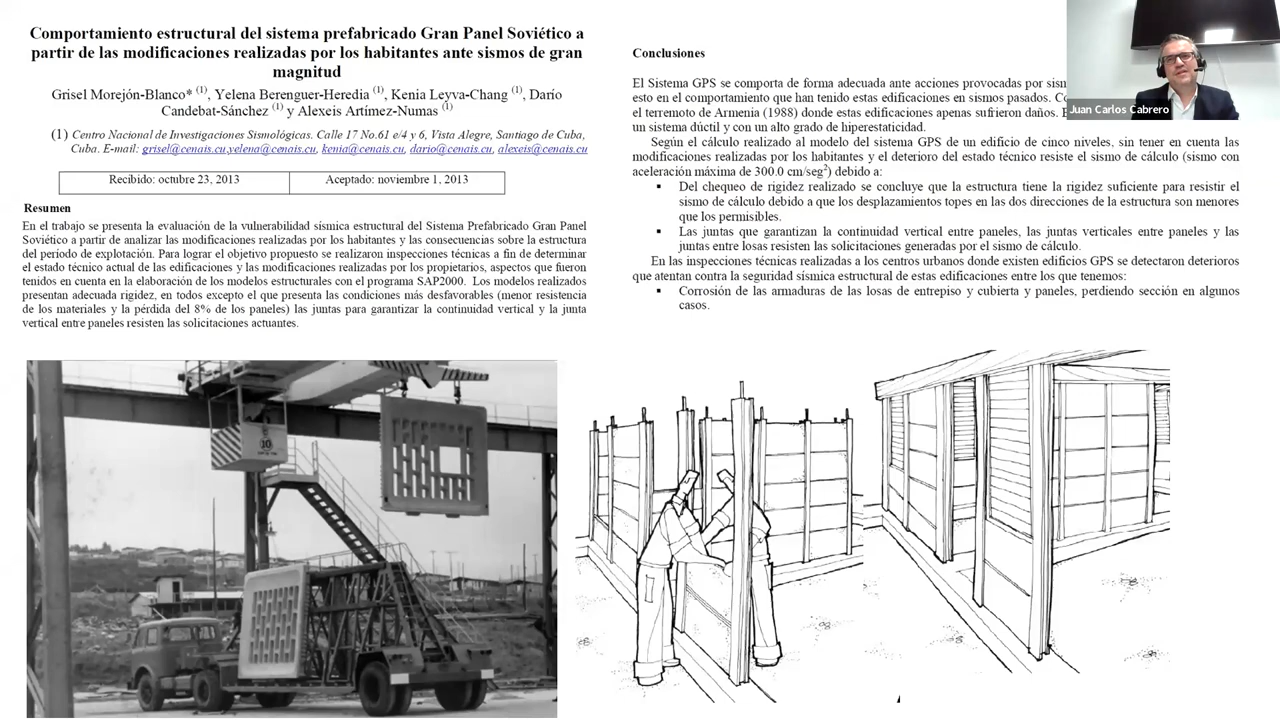 Comportamiento estructural del sistema prefabricado Gran Panel Soviético a
partir de las modificaciones realizadas por los habitantes ante sismos de gran
magnitud
Grisel Morejón-Blanco* (1), Yelena Berenguer-Heredia (1), Kenia Leyva-Chang (1), Darío
Candebat-Sánchez (1) y Alexeis Artímez-Numas (1)
(1) Centro Nacional de Investigaciones Sismológicas. Calle 17 No.61 e/4 y 6, Vista Alegre, Santiago de Cuba,
Cuba. E-mail: grisel@cenais.cu,yelena@cenais.cu, kenia@cenais.cu, dario@cenais.cu, alexeis@cenais.cu
Recibido: octubre 23, 2013
Aceptado: noviembre 1, 2013
Resumen
En el trabajo se presenta la evaluación de la vulnerabilidad sísmica estructural del Sistema Prefabricado Gran Panel
Soviético a partir de analizar las modificaciones realizadas por los habitantes y las consecuencias sobre la estructura
del período de explotación. Para lograr el objetivo propuesto se realizaron inspecciones técnicas a fin de determinar
el estado técnico actual de las edificaciones y las modificaciones realizadas por los propietarios, aspectos que fueron
tenidos en cuenta en la elaboración de los modelos estructurales con el programa SAP2000. Los modelos realizados
presentan adecuada rigidez, en todos excepto el que presenta las condiciones más desfavorables (menor resistencia
de los materiales y la pérdida del 8% de los paneles) las juntas para garantizar la continuidad vertical y la junta
vertical entre paneles resisten las solicitaciones actuantes.
Conclusiones
El Sistema GPS se comporta de forma adecuada ante acciones provocadas por sism
esto en el comportamiento que han tenido estas edificaciones en sismos pasados. Co
el terremoto de Armenia (1988) donde estas edificaciones apenas sufrieron daños. E
un sistema dúctil y con un alto grado de hiperestaticidad.
Según el cálculo realizado al modelo del sistema GPS de un edificio de cinco niveles, sin tener en cuenta las
modificaciones realizadas por los habitantes y el deterioro del estado técnico resiste el sismo de cálculo (sismo con
aceleración máxima de 300.0 cm/seg²) debido a:
▪ Del chequeo de rigidez realizado se concluye que la estructura tiene la rigidez suficiente para resistir el
sismo de cálculo debido a que los desplazamientos topes en las dos direcciones de la estructura son menores
que los permisibles.
▪ Las juntas que garantizan la continuidad vertical entre paneles, las juntas verticales entre paneles y las
juntas entre losas resisten las solicitaciones generadas por el sismo de cálculo.
En las inspecciones técnicas realizadas a los centros urbanos donde existen edificios GPS se detectaron deterioros
que atentan contra la seguridad sísmica estructural de estas edificaciones entre los que tenemos:
▪ Corrosión de las armaduras de las losas de entrepiso y cubierta y paneles, perdiendo sección en algunos
casos.
Juan Carlos Cabrero
10